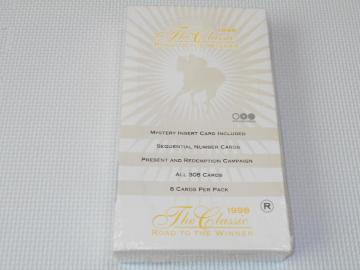 1998
The Classic
ROAD TO THE WINNER
MYSTERY INSERT CARD INCLUDED
SEQUENTIAL NUMBER CARDS
PRESENT AND REDEMPTION CAMPAIGN
ALL 308 CARDS
8 CARDS PER PACK
1998
The Classic
ROAD TO THE WINNER
®